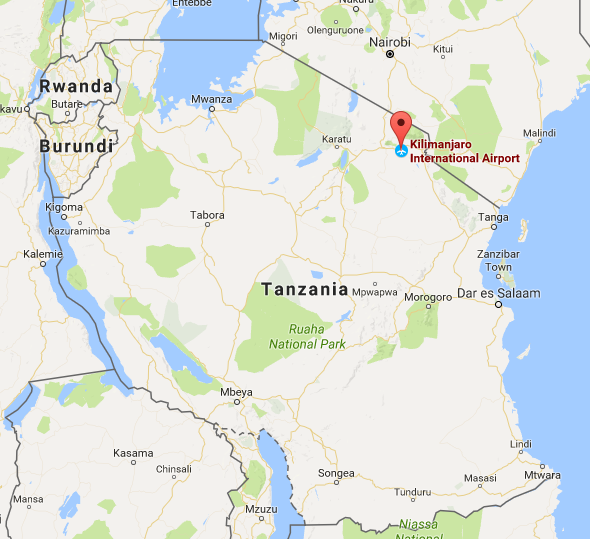 Entebbe
Nakuru
Migori
Olenguruone
Nairobi
Kitui
Rwanda
Butare
kavu
Mwanza
Burundi
Karatu
Kilimanjaro
International Airport
Malindi
Kigoma
Kazuramimba
Tabora
Tanga
Kalemie
Zanzibar
Town
Tanzania
Mpwapwa
Morogoro
Dar es Salaam
Ruaha
National Park
Mbeya
Kasama
Chinsali
Songea
Lindi
Masasi
Mtwara
Mansa
Tunduru
Mzuzu
Niassa
National